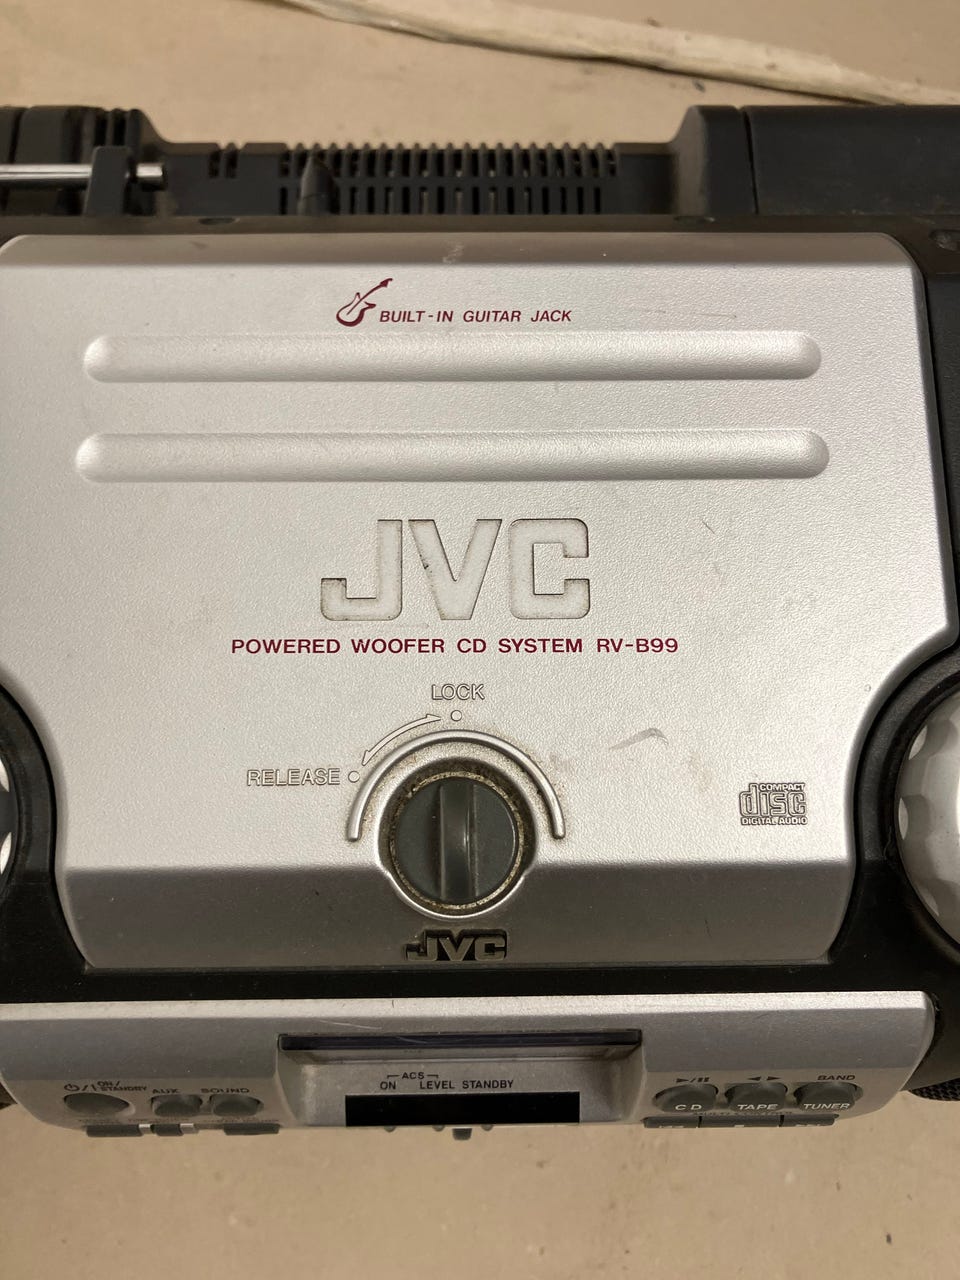 BUILT-IN GUITAR JACK
JVC
POWERED WOOFER CD SYSTEM RV-B99
LOCK
RELEASE
COMPACT
disc
DIGITAL AUDIO
JVC
ACS
ON LEVEL STANDBY
ON/
STANDBY
AUX
SOUND
BAND
CD
TAPE
TUNER